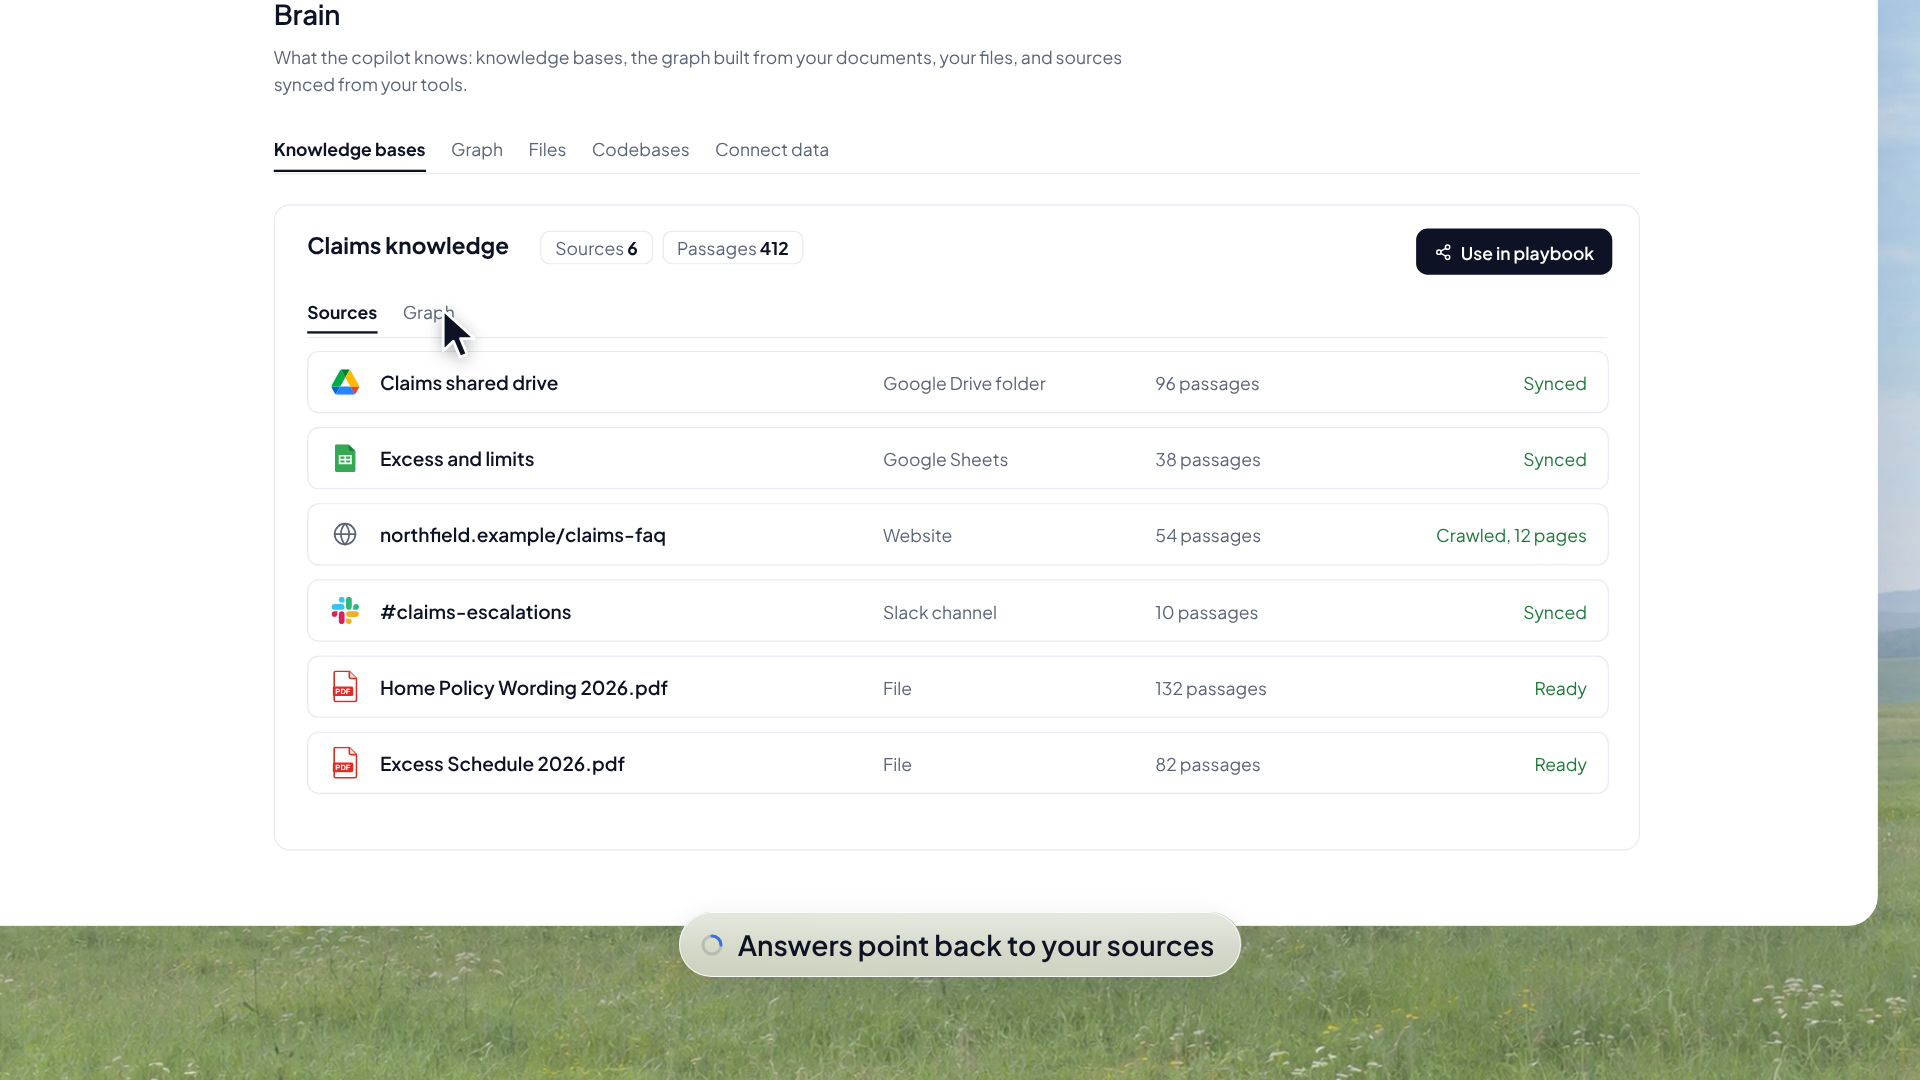 Brain
What the copilot knows: knowledge bases, the graph built from your documents, your files, and sources
synced from your tools.
Knowledge bases Graph Files Codebases Connect data
Claims knowledge Sources 6 Passages 412 Use in playbook
Sources Graph
Claims shared drive Google Drive folder 96 passages Synced
Excess and limits Google Sheets 38 passages Synced
northfield.example/claims-faq Website 54 passages Crawled, 12 pages
#claims-escalations Slack channel 10 passages Synced
PDF Home Policy Wording 2026.pdf File 132 passages Ready
PDF Excess Schedule 2026.pdf File 82 passages Ready
Answers point back to your sources